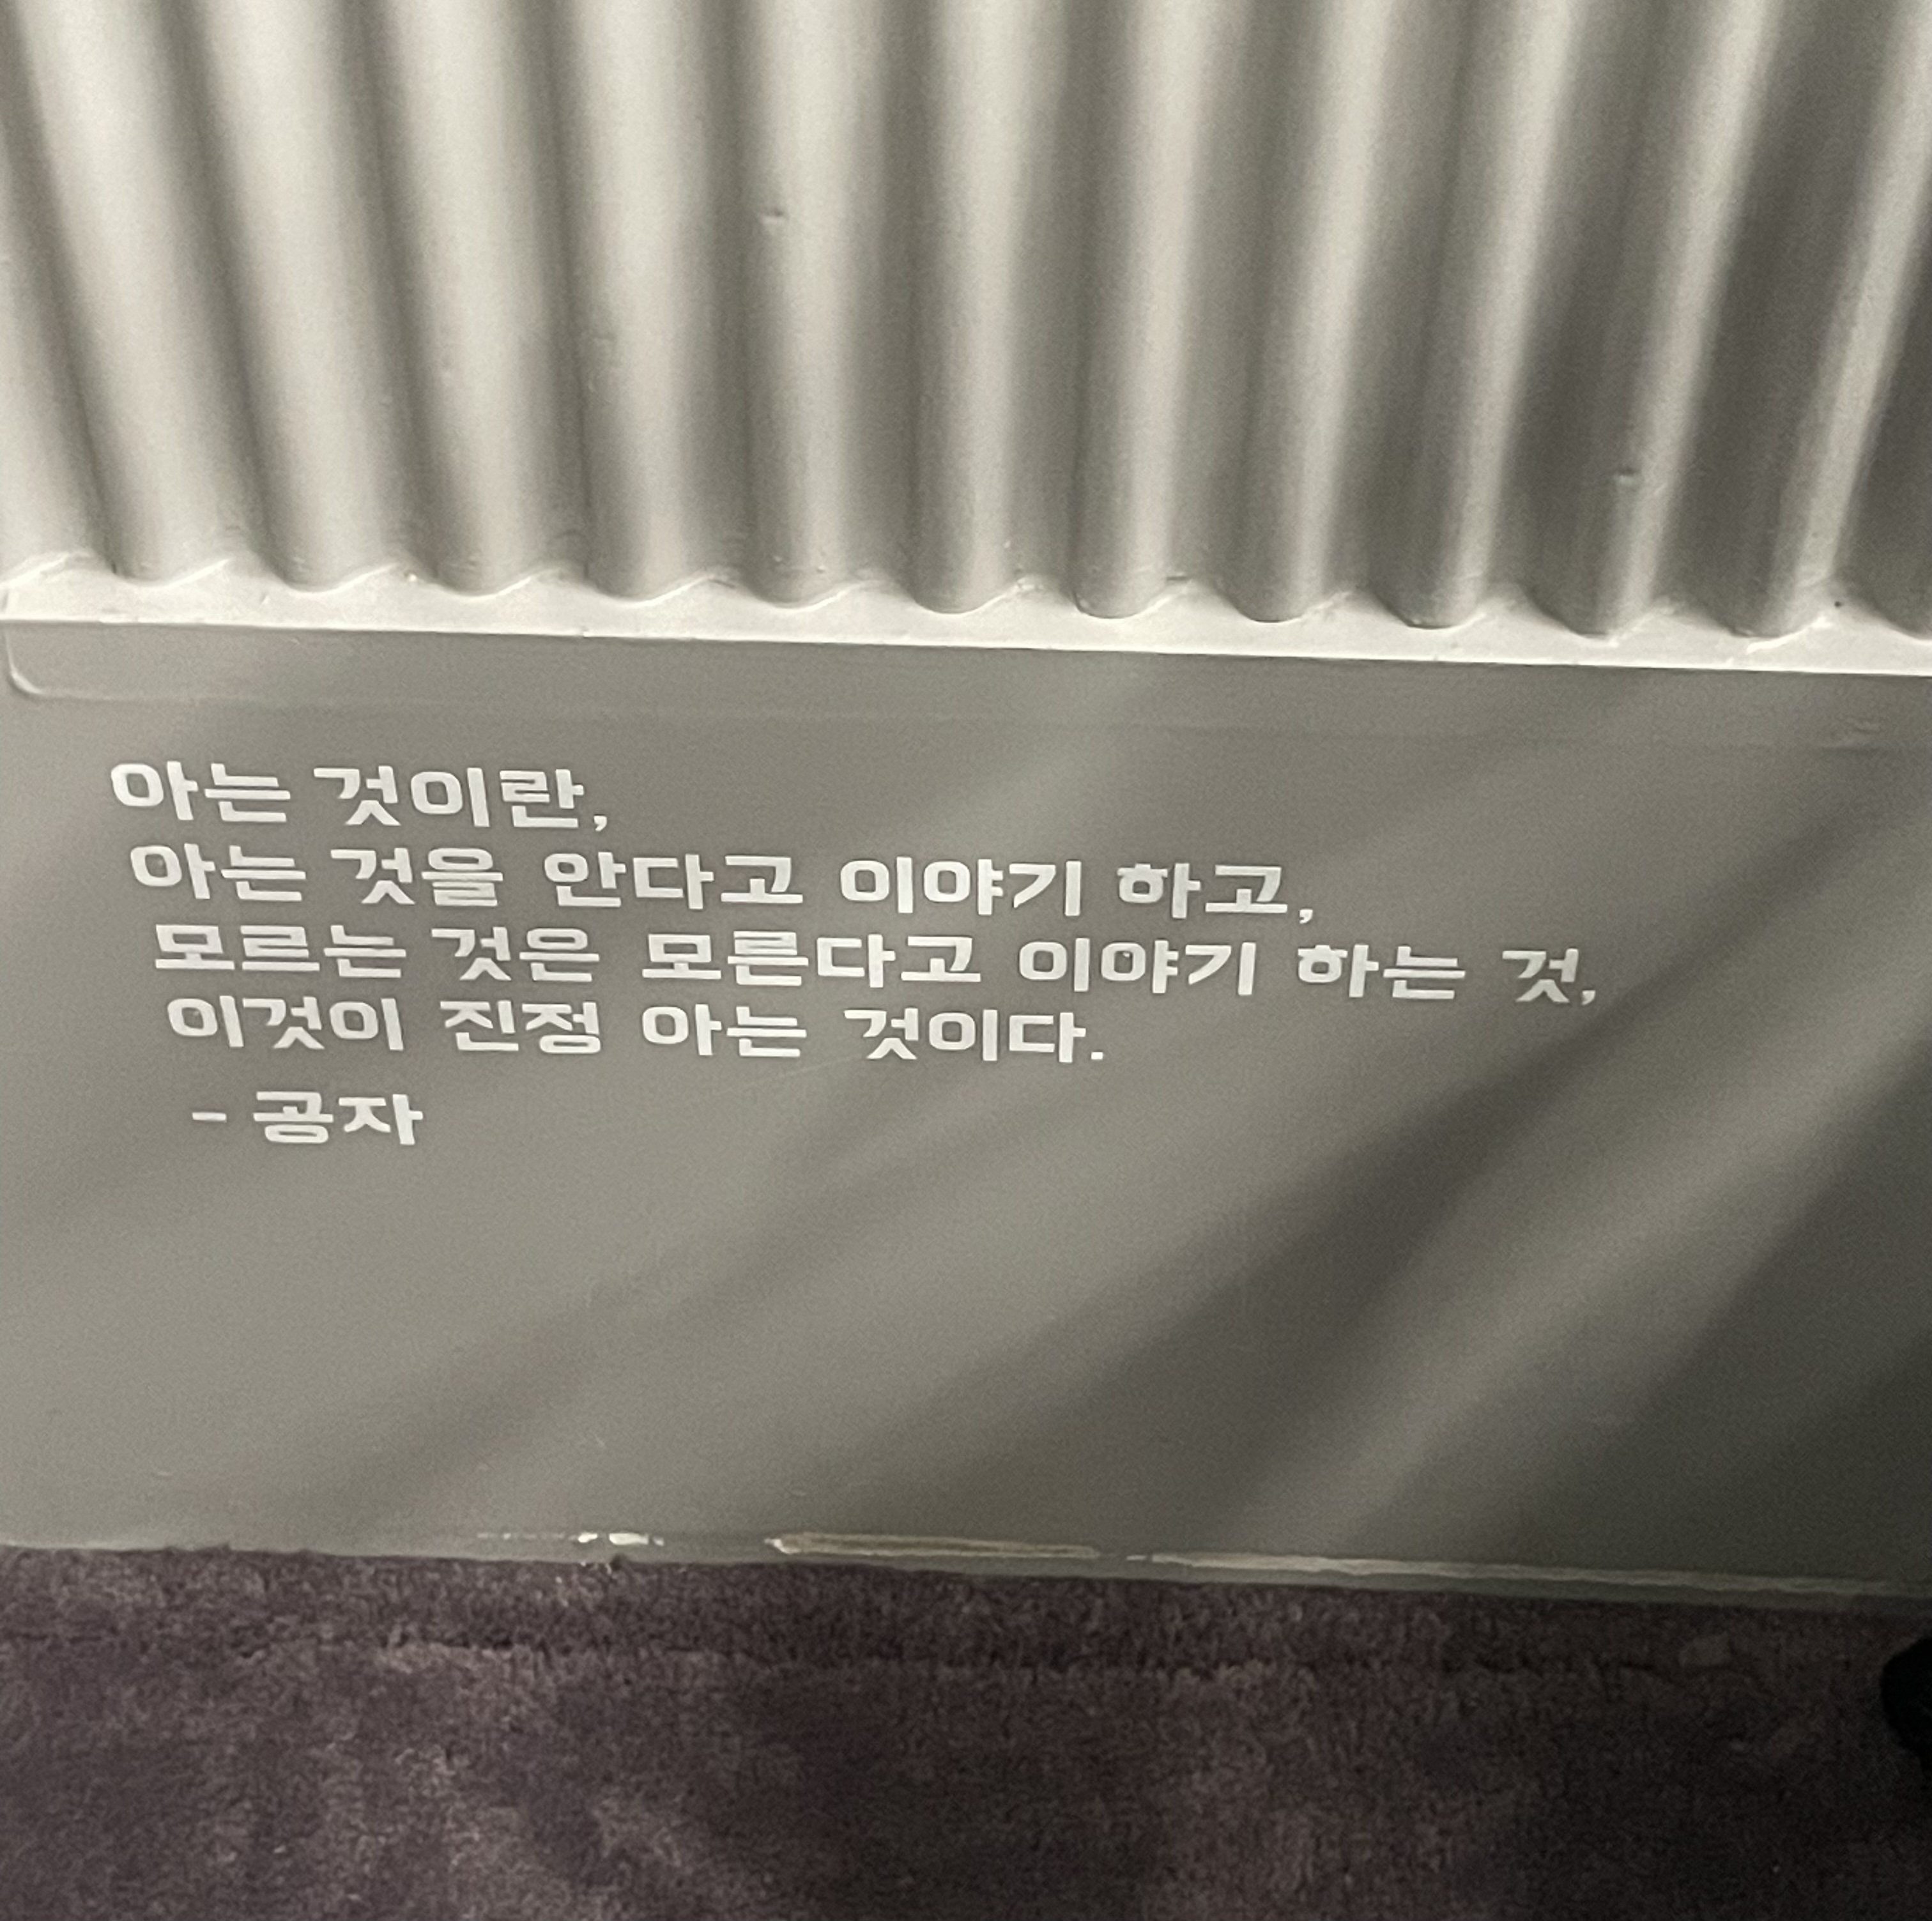 아는 것이란,
아는 것을 안다고 이야기 하고,
모르는 것은 모른다고 이야기 하는 것,
이것이 진정 아는 것이다.
- 공자